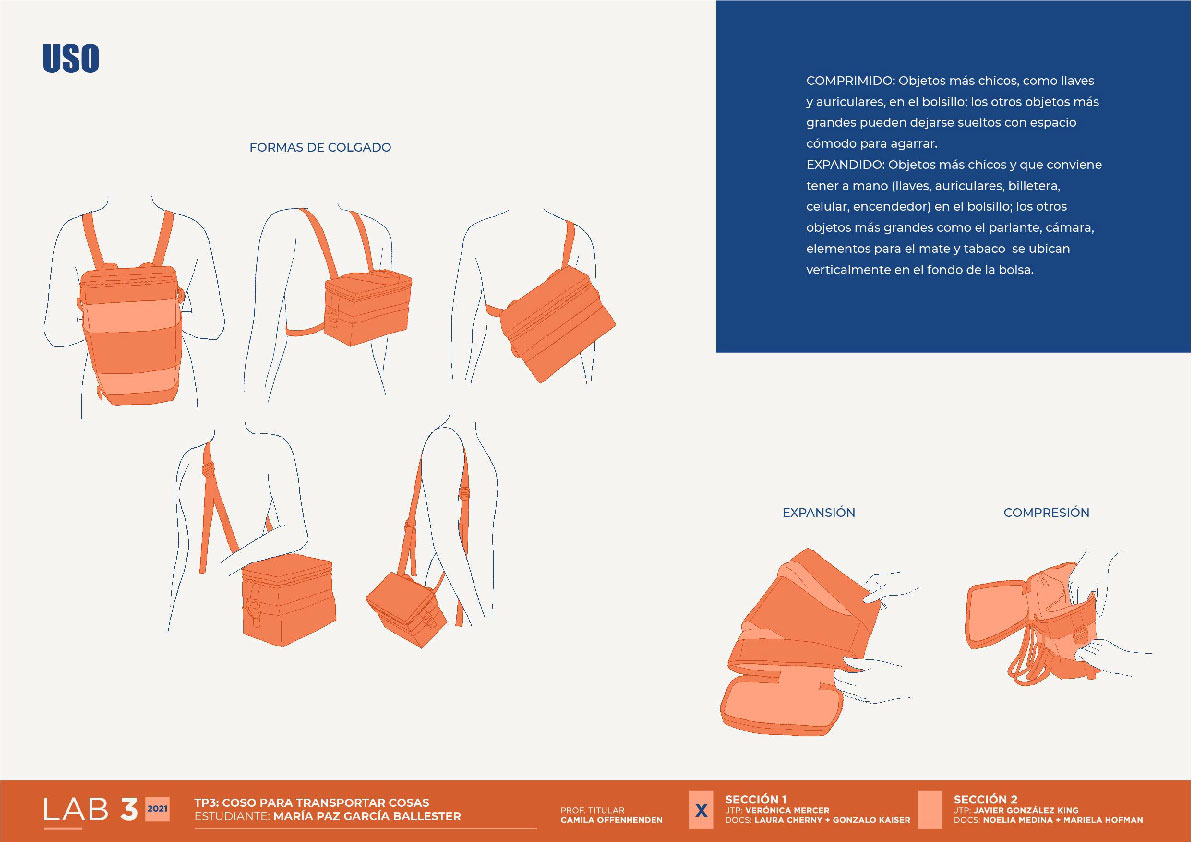 USO
FORMAS DE COLGADO
COMPRIMIDO: Objetos más chicos, como llaves
y auriculares, en el bolsillo; los otros objetos más
grandes pueden dejarse sueltos con espacio
cómodo para agarrar.
EXPANDIDO: Objetos más chicos y que conviene
tener a mano (llaves, auriculares, billetera,
celular, encendedor) en el bolsillo; los otros
objetos más grandes como el parlante, cámara,
elementos para el mate y tabaco se ubican
verticalmente en el fondo de la bolsa.
EXPANSIÓN
COMPRESIÓN
LAB 3 2021
TP3: COSO PARA TRANSPORTAR COSAS
ESTUDIANTE: MARÍA PAZ GARCÍA BALLESTER
PROF. TITULAR
CAMILA OFFENHENDEN
X
SECCIÓN 1
JTP: VERÓNICA MERCER
DOCS: LAURA CHERNY + GONZALO KAISER
SECCIÓN 2
JTP: JAVIER GONZÁLEZ KING
DOCS: NOELIA MEDINA + MARIELA HOFMAN